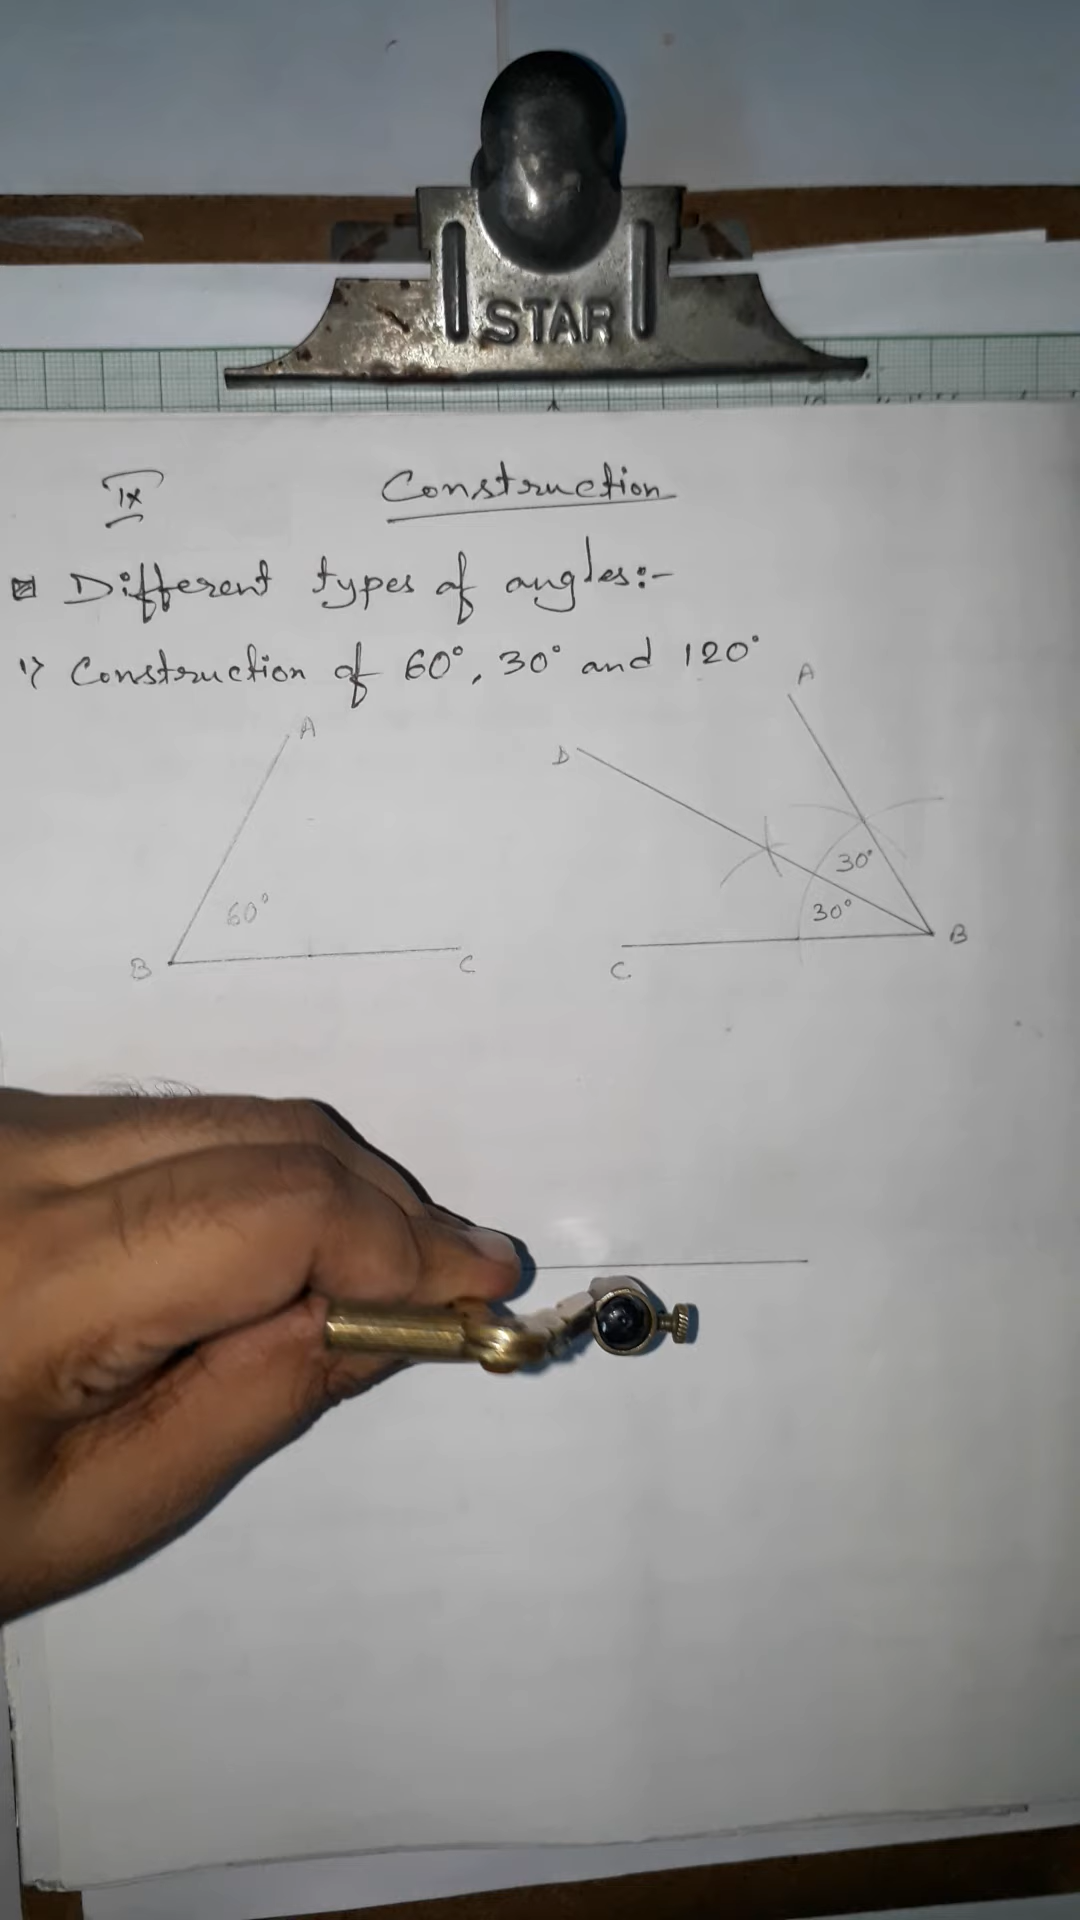 STAR
IX
Construction
Different types of angles:-
1) Construction of 60°, 30° and 120°
A
60°
B
C
A
D
30°
30°
B
C